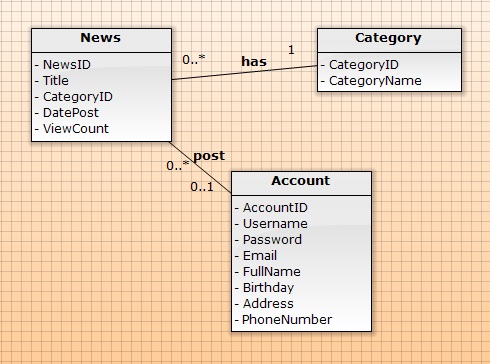 News
- NewsID
- Title
- CategoryID
- DatePost
- ViewCount
0..*
has
1
Category
- CategoryID
- CategoryName
0..*
post
0..1
Account
- AccountID
- Username
- Password
- Email
- FullName
- Birthday
- Address
- PhoneNumber